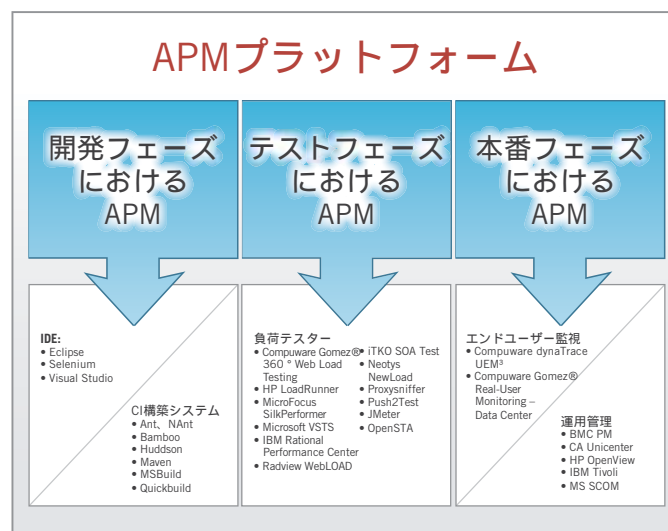 APMプラットフォーム
開発フェーズ
における
APM
テストフェーズ
における
APM
本番フェーズ
における
APM
IDE:
• Eclipse
• Selenium
• Visual Studio
CI構築システム
• Ant、NAnt
• Bamboo
• Huddson
• Maven
• MSBuild
• Quickbuild
負荷テスター
• Compuware Gomez®
360 ° Web Load
Testing
• HP LoadRunner
• MicroFocus
SilkPerformer
• Microsoft VSTS
• IBM Rational
Performance Center
• Radview WebLOAD
• iTKO SOA Test
• Neotys
NewLoad
• Proxysniffer
• Push2Test
• JMeter
• OpenSTA
エンドユーザー監視
• Compuware dynaTrace
UEM³
• Compuware Gomez®
Real-User
Monitoring –
Data Center
運用管理
• BMC PM
• CA Unicenter
• HP OpenView
• IBM Tivoli
• MS SCOM